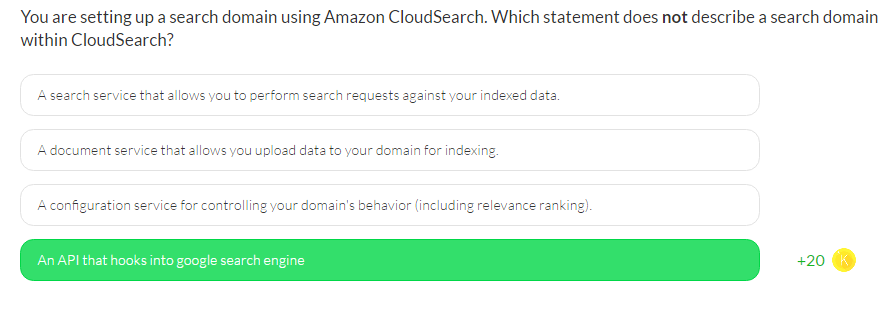 You are setting up a search domain using Amazon CloudSearch. Which statement does not describe a search domain
within CloudSearch?
A search service that allows you to perform search requests against your indexed data.
A document service that allows you upload data to your domain for indexing.
A configuration service for controlling your domain's behavior (including relevance ranking).
An API that hooks into google search engine
+20 K